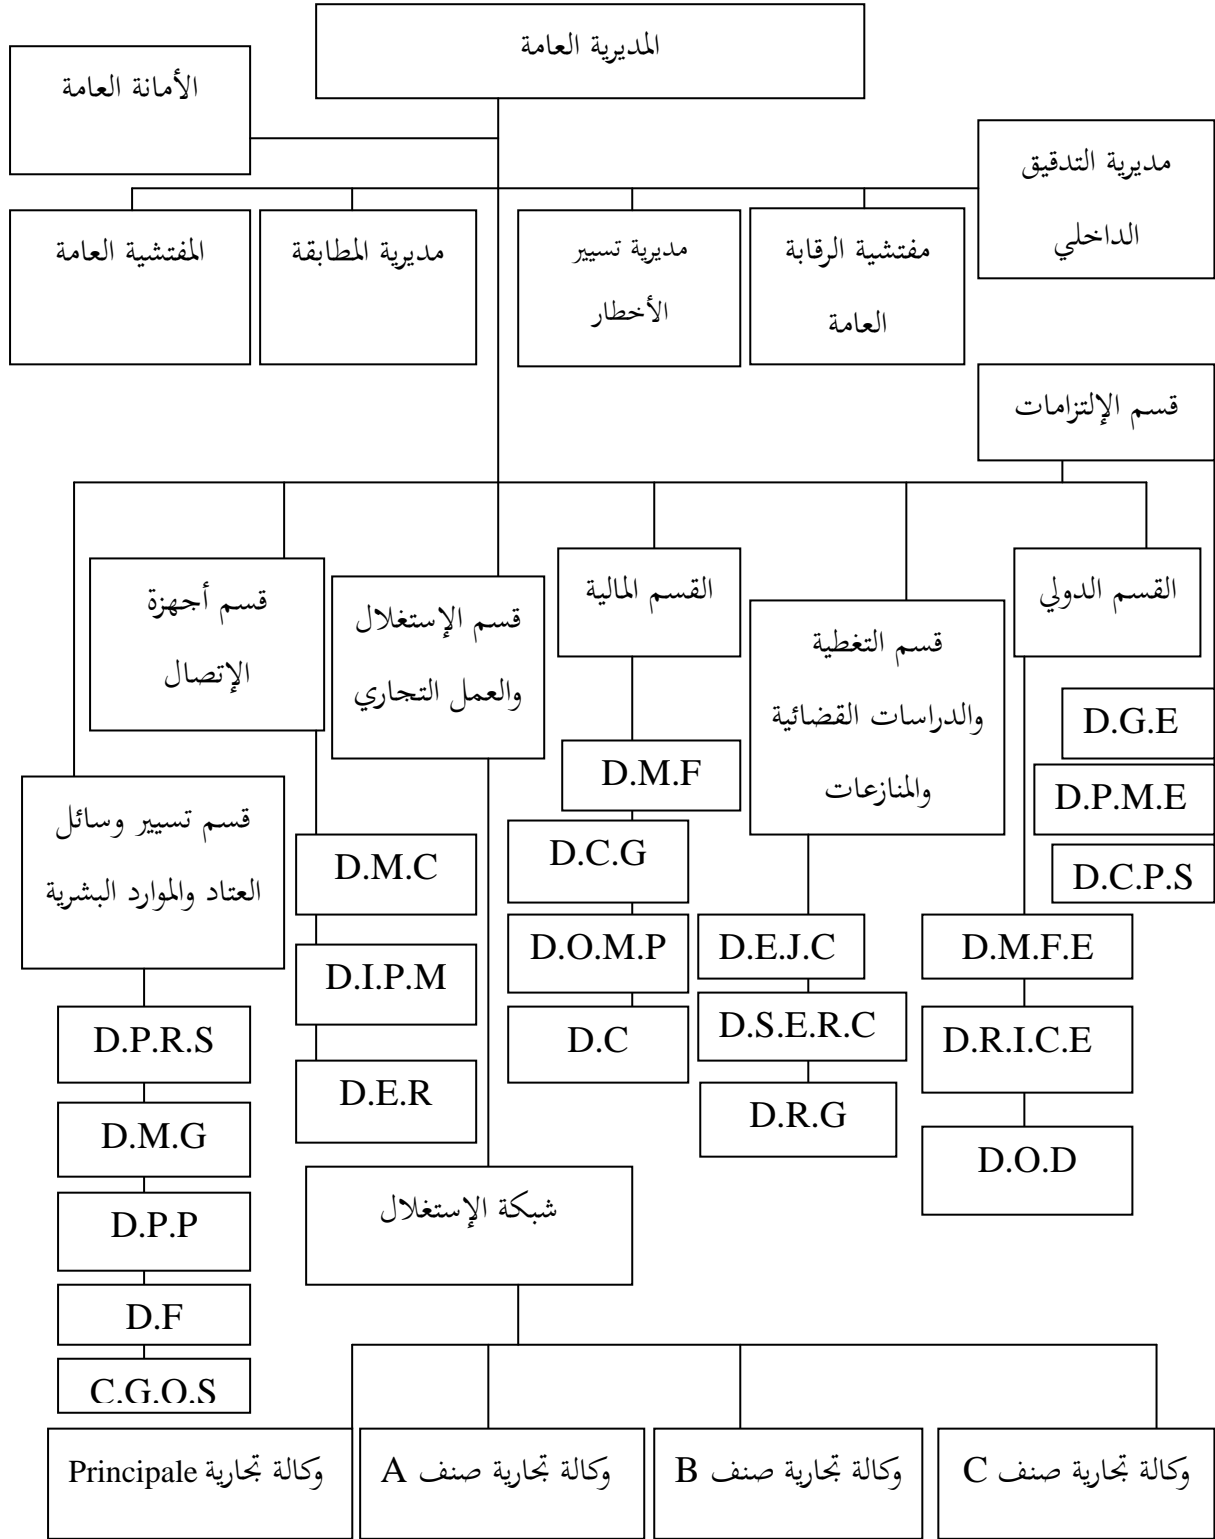 المديرية العامة
الأمانة العامة
مديرية التدقيق
الداخلي
مفتشية الرقابة
العامة
مديرية تسيير
الأخطار
مديرية المطابقة
المفتشية العامة
قسم الإلتزامات
القسم الدولي
قسم التغطية
والدراسات القضائية
والمنازعات
القسم المالية
قسم الإستغلال
والعمل التجاري
قسم أجهزة
الإتصال
قسم تسيير وسائل
العتاد والموارد البشرية
D.G.E
D.P.M.E
D.C.P.S
D.M.F.E
D.R.I.C.E
D.O.D
D.E.J.C
D.S.E.R.C
D.R.G
D.M.F
D.C.G
D.O.M.P
D.C
D.M.C
D.I.P.M
D.E.R
D.P.R.S
D.M.G
D.P.P
D.F
C.G.O.S
شبكة الإستغلال
وكالة تجارية صنف C
وكالة تجارية صنف B
وكالة تجارية صنف A
وكالة تجارية Principale